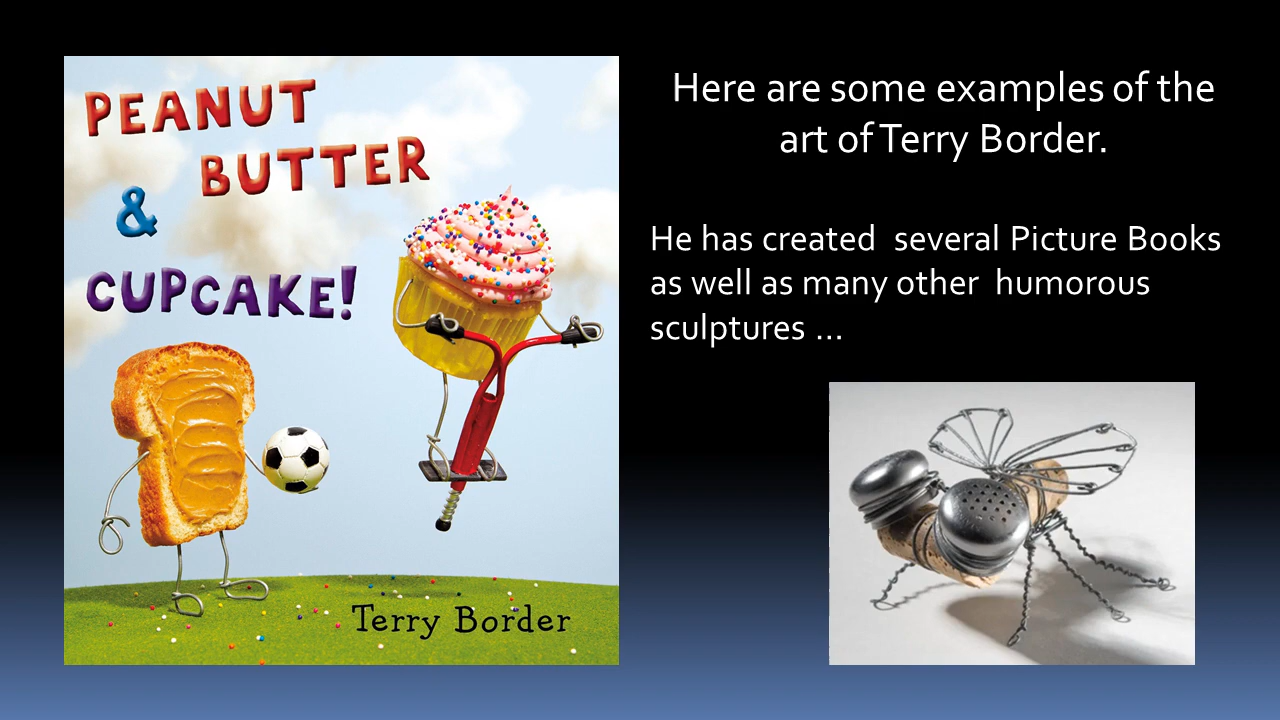 PEANUT
BUTTER
&
CUPCAKE!
Terry Border
Here are some examples of the
art of Terry Border.
He has created  several Picture Books
as well as many other  humorous
sculptures ...